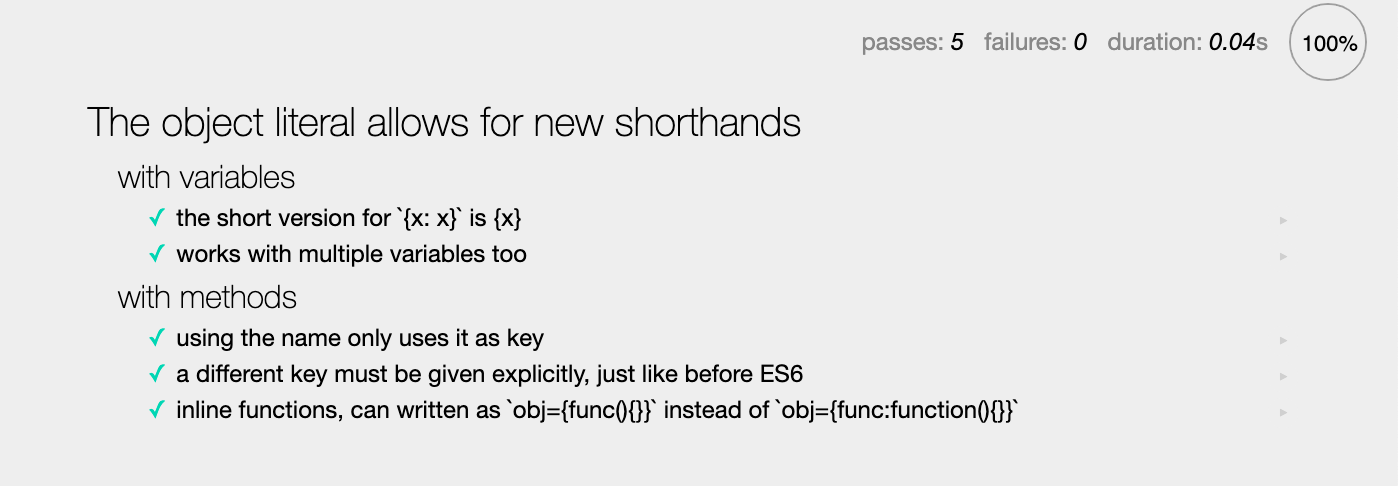 passes: 5 failures: 0 duration: 0.04s 100%
The object literal allows for new shorthands
with variables
✓ the short version for `{x: x}` is {x}
✓ works with multiple variables too
with methods
✓ using the name only uses it as key
✓ a different key must be given explicitly, just like before ES6
✓ inline functions, can written as `obj={func(){}}` instead of `obj={func:function(){}}`